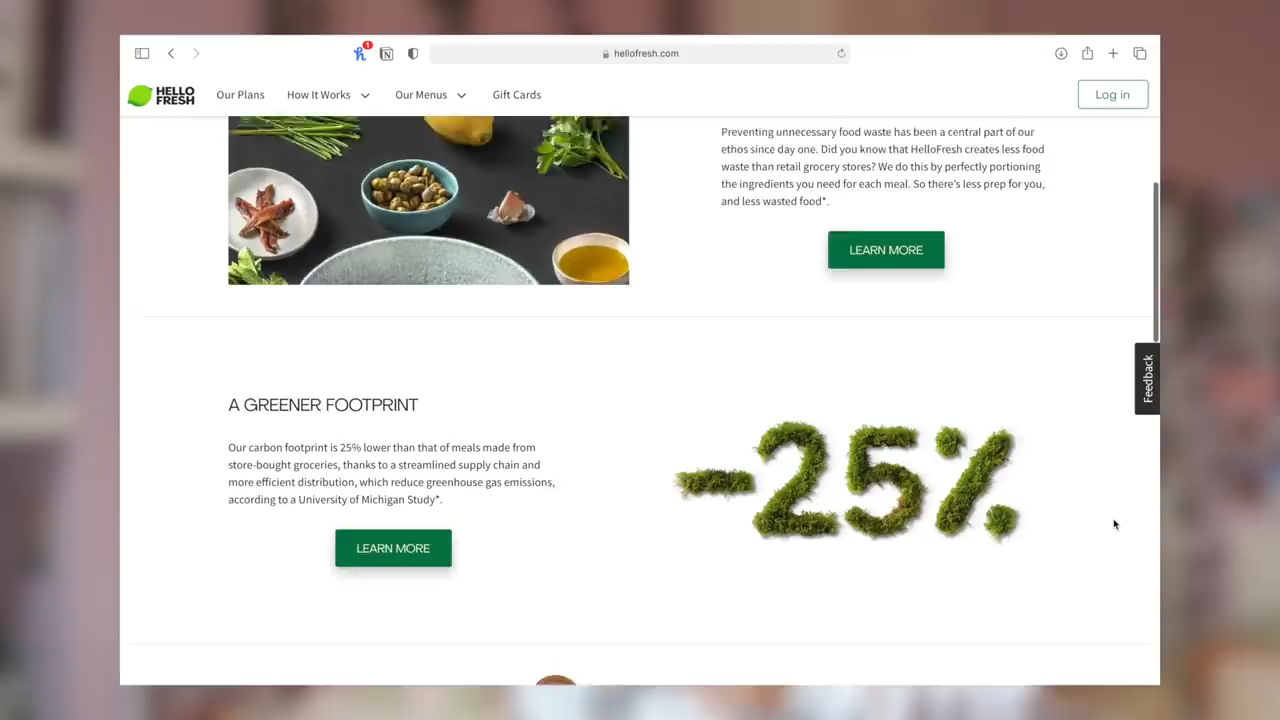 1
hellofresh.com
HELLO
FRESH
Our Plans
How It Works
Our Menus
Gift Cards
Log in
Preventing unnecessary food waste has been a central part of our
ethos since day one. Did you know that HelloFresh creates less food
waste than retail grocery stores? We do this by perfectly portioning
the ingredients you need for each meal. So there's less prep for you,
and less wasted food*.
LEARN MORE
Feedback
A GREENER FOOTPRINT
Our carbon footprint is 25% lower than that of meals made from
store-bought groceries, thanks to a streamlined supply chain and
more efficient distribution, which reduce greenhouse gas emissions,
according to a University of Michigan Study*.
LEARN MORE
-25%